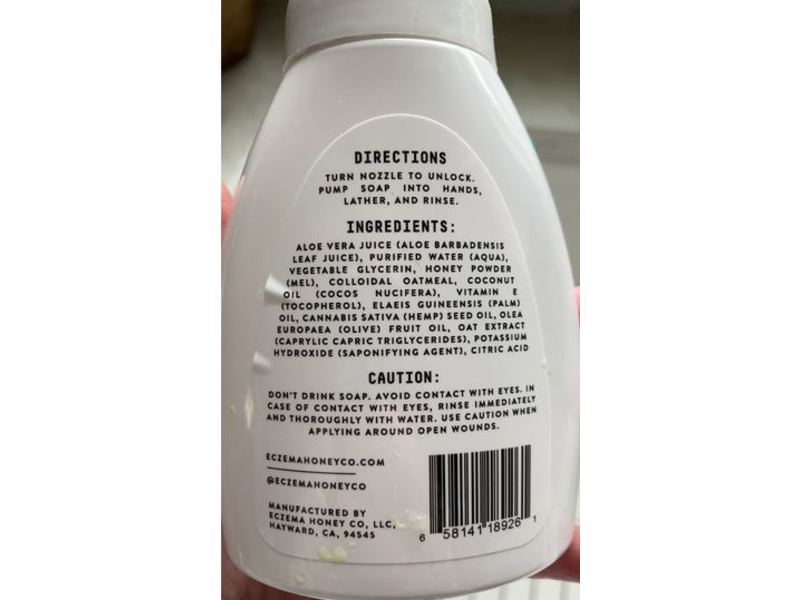 DIRECTIONS
TURN NOZZLE TO UNLOCK.
PUMP SOAP INTO HANDS,
LATHER, AND RINSE.
INGREDIENTS:
ALOE VERA JUICE (ALOE BARBADENSIS
LEAF JUICE), PURIFIED WATER (AQUA),
VEGETABLE GLYCERIN, HONEY POWDER
(MEL), COLLOIDAL OATMEAL, COCONUT
OIL (COCOS NUCIFERA), VITAMIN E
(TOCOPHEROL), ELAEIS GUINEENSIS (PALM)
OIL, CANNABIS SATIVA (HEMP) SEED OIL, OLEA
EUROPAEA (OLIVE) FRUIT OIL, OAT EXTRACT
(CAPRYLIC CAPRIC TRIGLYCERIDES), POTASSIUM
HYDROXIDE (SAPONIFYING AGENT), CITRIC ACID
CAUTION:
DON'T DRINK SOAP. AVOID CONTACT WITH EYES. IN
CASE OF CONTACT WITH EYES, RINSE IMMEDIATELY
AND THOROUGHLY WITH WATER. USE CAUTION WHEN
APPLYING AROUND OPEN WOUNDS.
ECZEMAHONEYCO.COM
@ECZEMAHONEYCO
MANUFACTURED BY
ECZEMA HONEY CO, LLC,
HAYWARD, CA, 94545
6 58141 18926 1